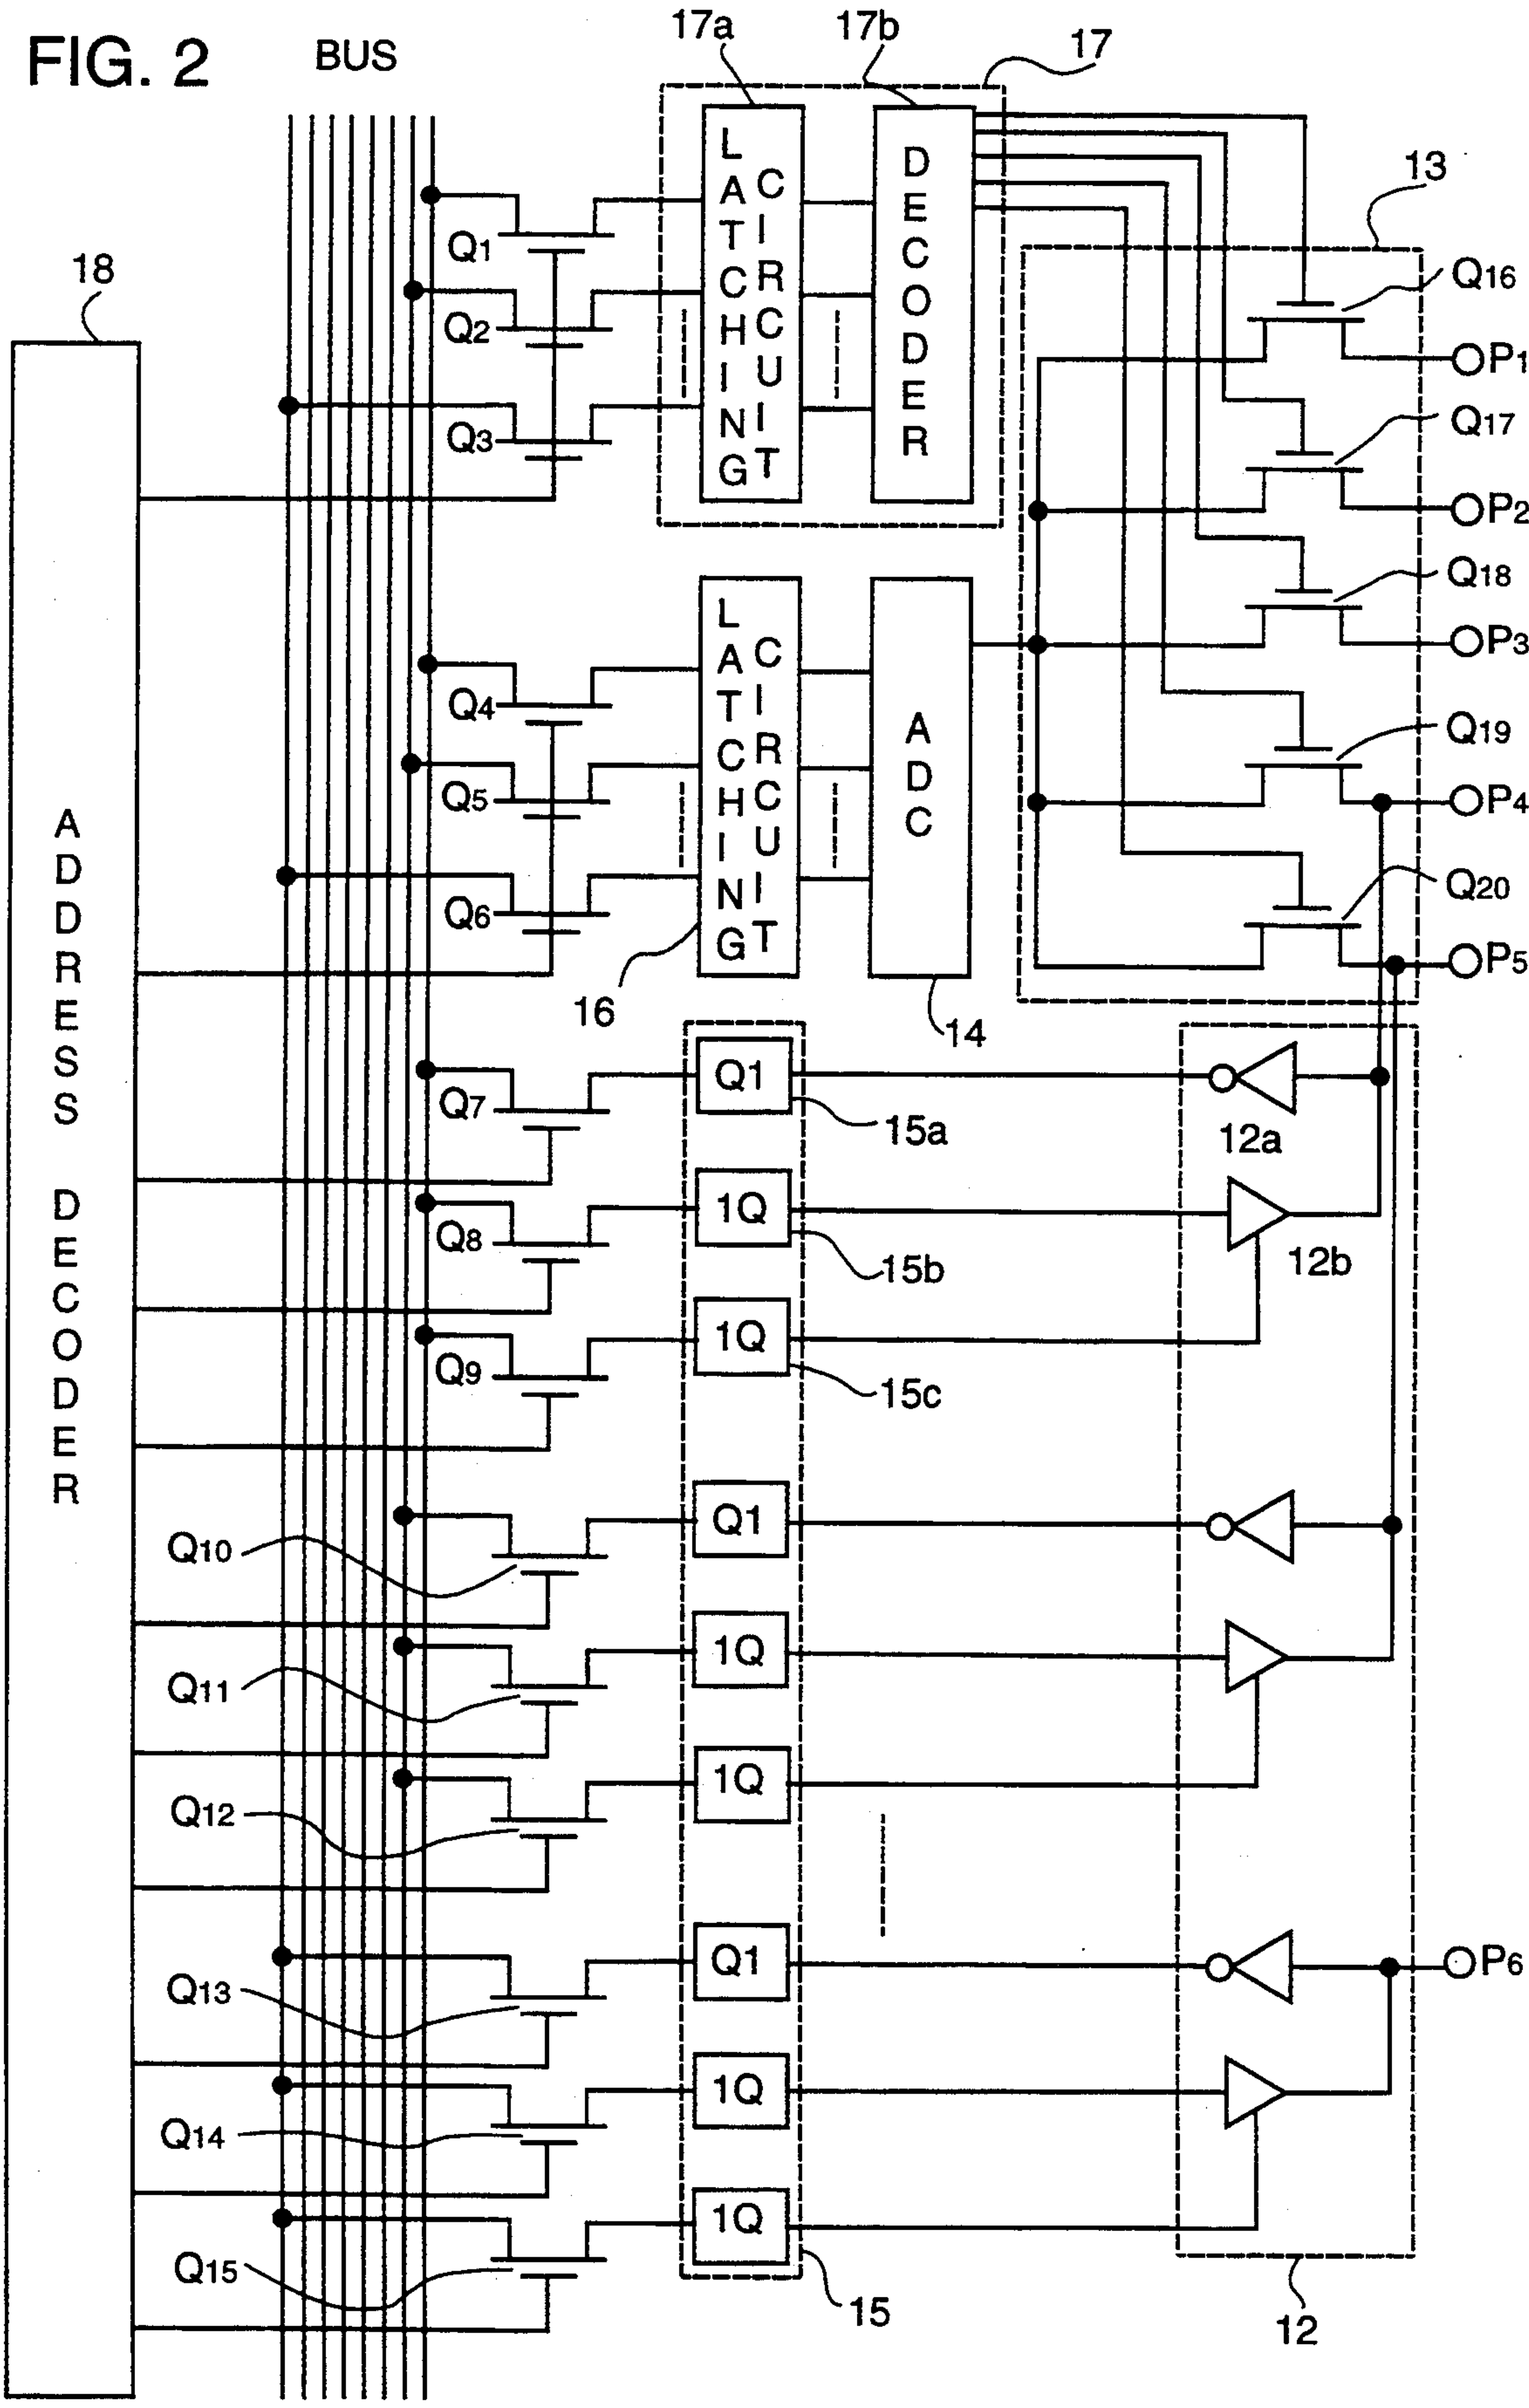 FIG. 2
BUS
17a
17b
17
13
18
LATCHING
CIRCUIT
DECODER
Q1
Q2
Q3
Q16
P1
Q17
P2
Q18
P3
Q19
P4
Q20
P5
LATCHING
CIRCUIT
ADC
Q4
Q5
Q6
16
14
ADDRESS DECODER
Q7
Q1
15a
12a
Q8
1Q
15b
12b
Q9
1Q
15c
Q10
Q1
Q11
1Q
Q12
1Q
Q13
Q1
P6
Q14
1Q
Q15
1Q
15
12